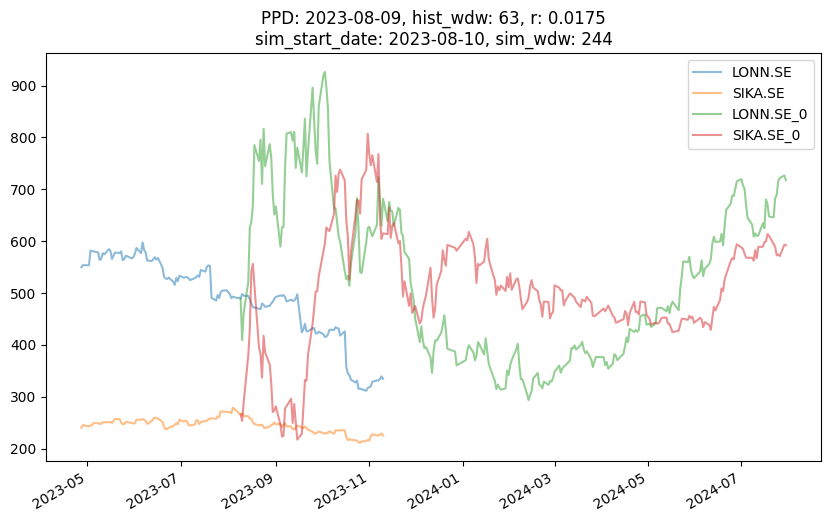 PPD: 2023-08-09, hist_wdw: 63, r: 0.0175
sim_start_date: 2023-08-10, sim_wdw: 244
LONN.SE
SIKA.SE
LONN.SE_0
SIKA.SE_0
900
800
700
600
500
400
300
200
2023-05
2023-07
2023-09
2023-11
2024-01
2024-03
2024-05
2024-07